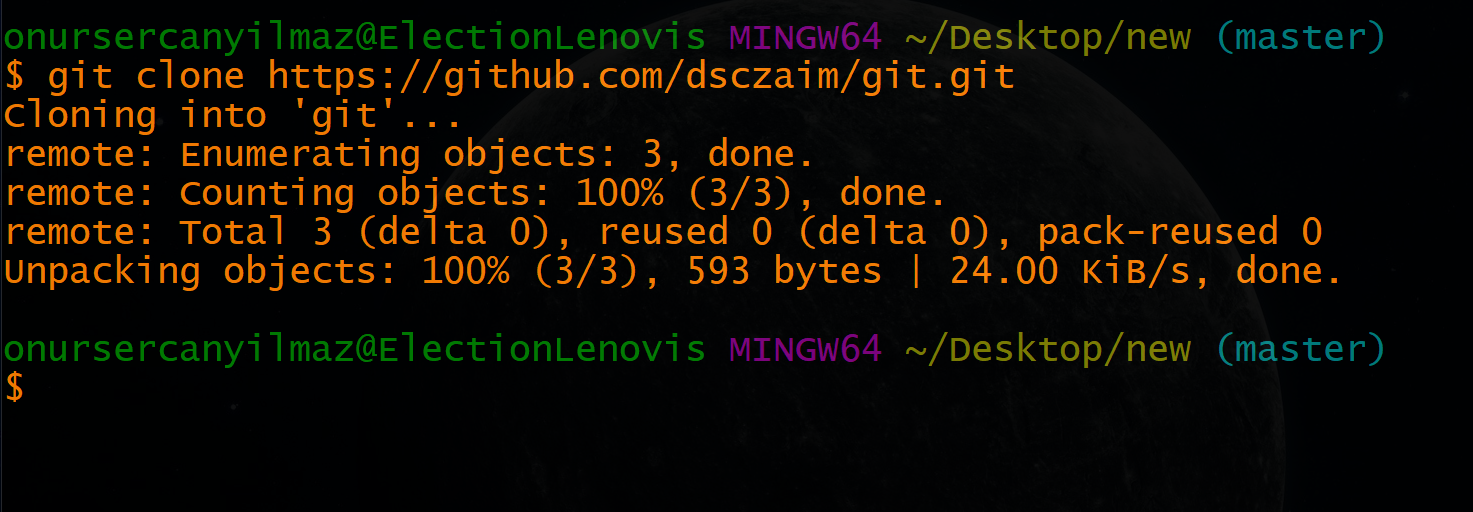 onursercanyilmaz@ElectionLenovis MINGW64 ~/Desktop/new (master)
$ git clone https://github.com/dsczaim/git.git
Cloning into 'git'...
remote: Enumerating objects: 3, done.
remote: Counting objects: 100% (3/3), done.
remote: Total 3 (delta 0), reused 0 (delta 0), pack-reused 0
Unpacking objects: 100% (3/3), 593 bytes | 24.00 KiB/s, done.
onursercanyilmaz@ElectionLenovis MINGW64 ~/Desktop/new (master)
$